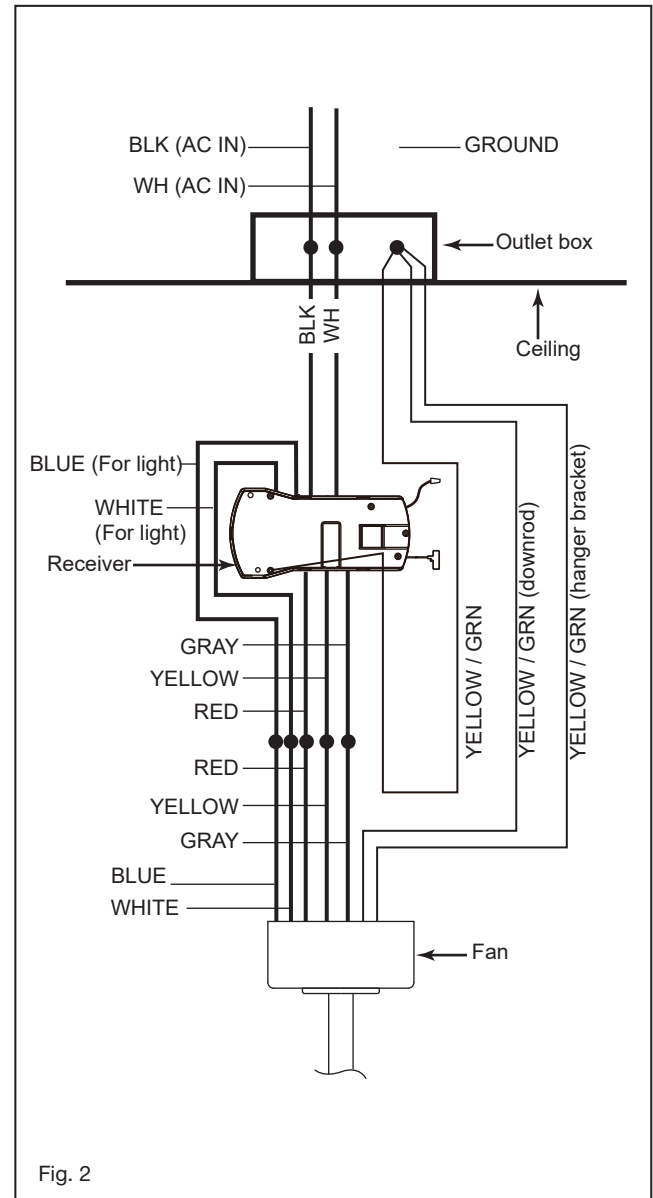 BLK (AC IN)
GROUND
WH (AC IN)
Outlet box
BLK
WH
Ceiling
BLUE (For light)
WHITE
(For light)
Receiver
GRAY
YELLOW
RED
RED
YELLOW
GRAY
BLUE
WHITE
YELLOW / GRN
YELLOW / GRN (downrod)
YELLOW / GRN (hanger bracket)
Fan
Fig. 2